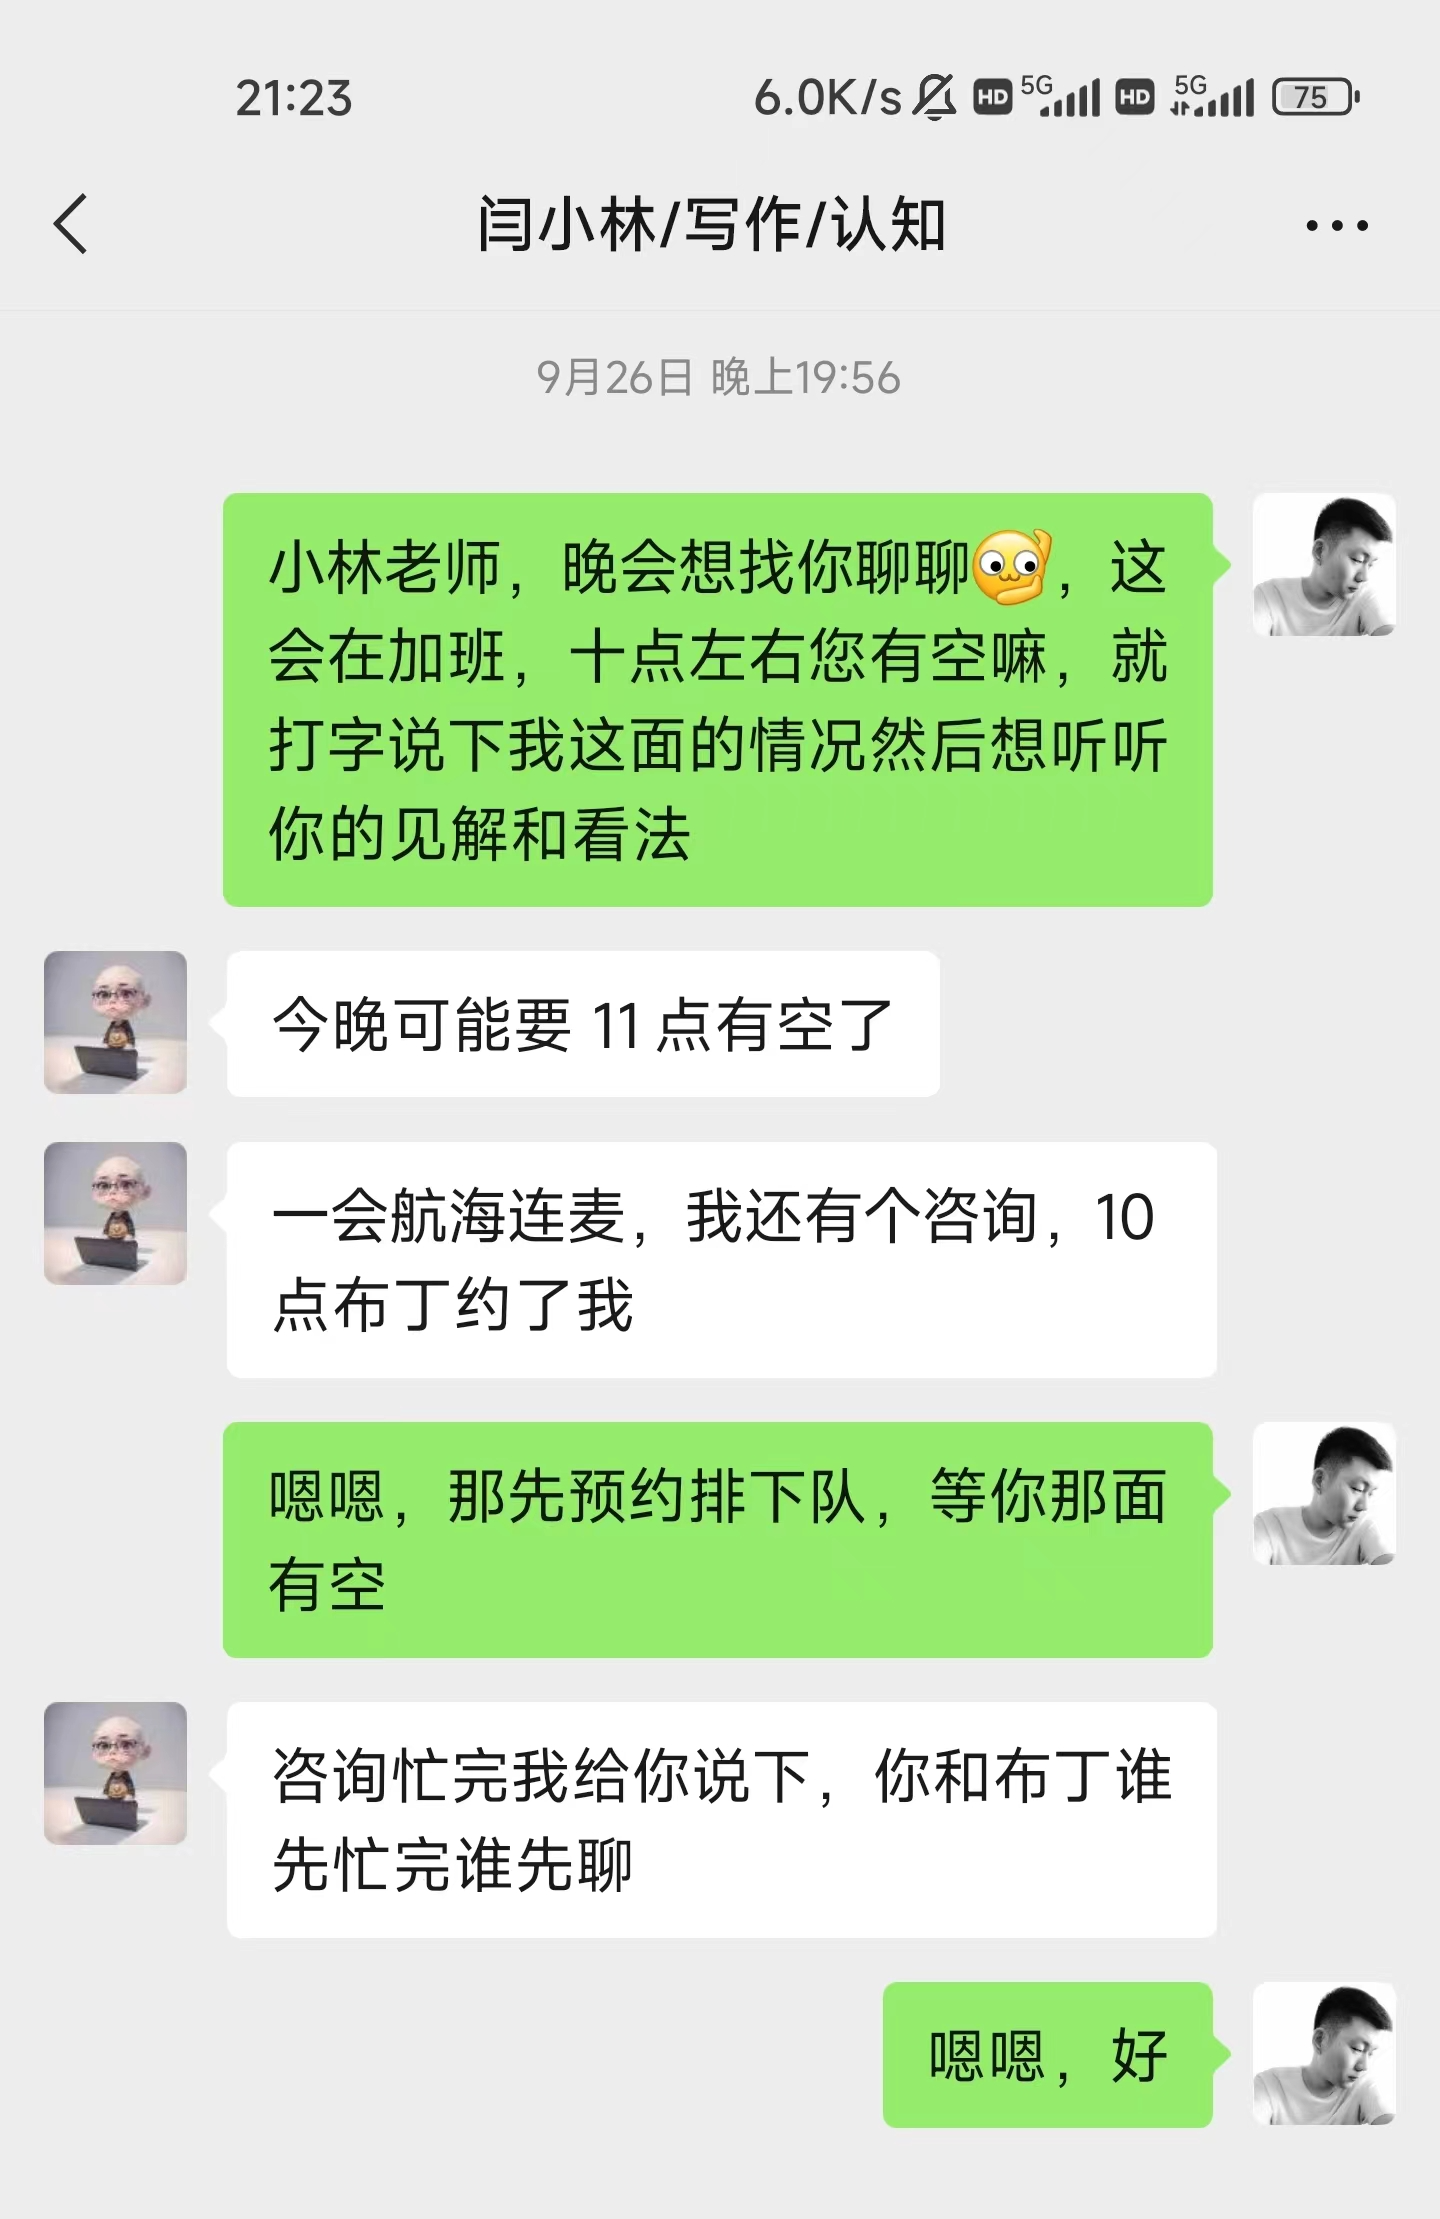 21:23
6.0K/s HD 5G HD 5G 75
闫小林/写作/认知
9月26日 晚上19:56
小林老师，晚会想找你聊聊，这
会在加班，十点左右您有空嘛，就
打字说下我这面的情况然后想听听
你的见解和看法
今晚可能要 11 点有空了
一会航海连麦，我还有个咨询，10
点布丁约了我
嗯嗯，那先预约排下队，等你那面
有空
咨询忙完我给你说下，你和布丁谁
先忙完谁先聊
嗯嗯，好